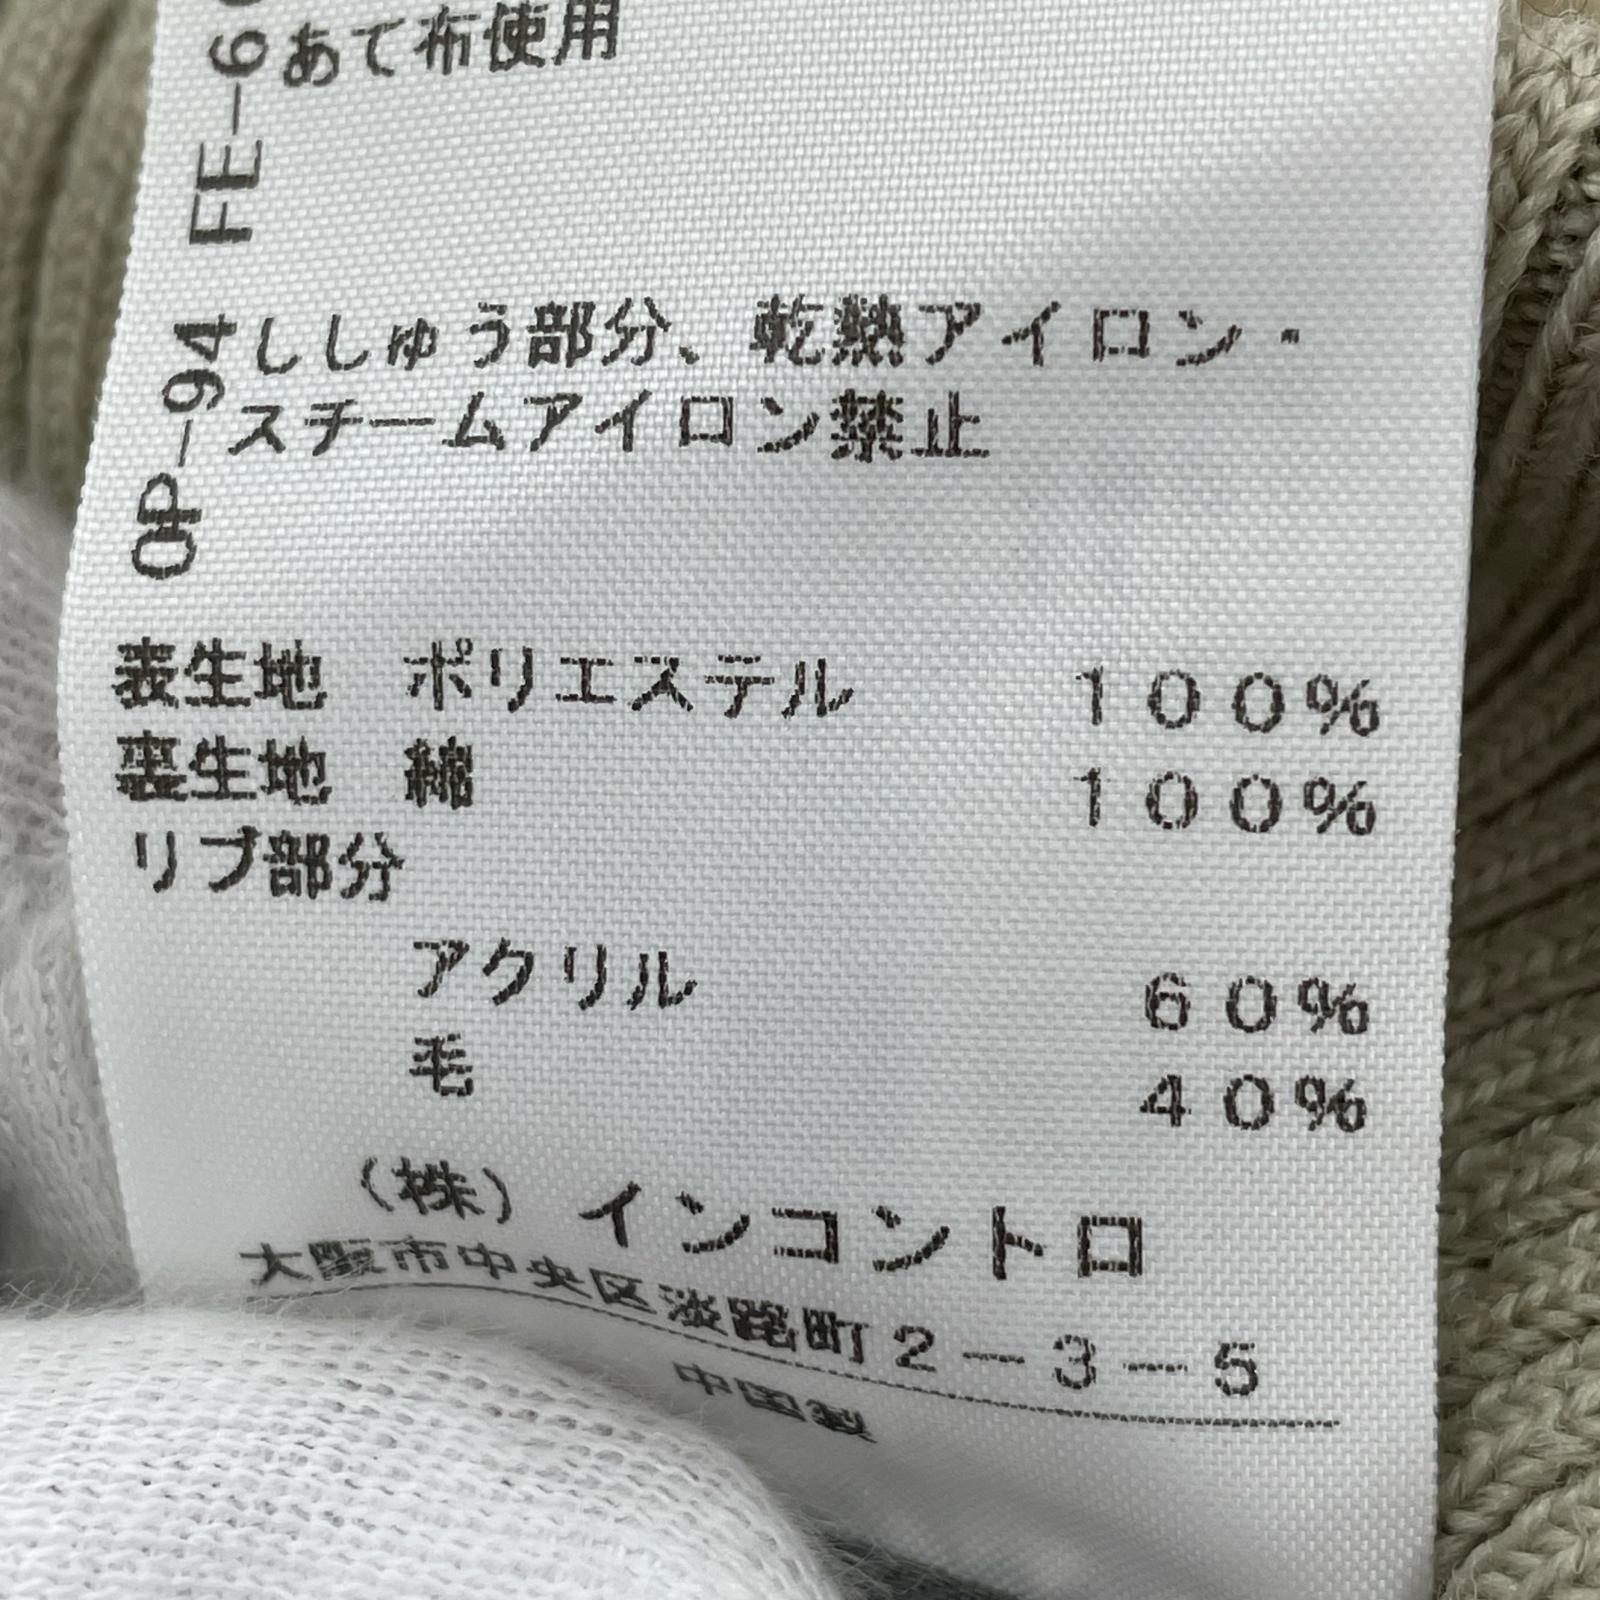 あて布使用
FE-6
ししゅう部分、乾熱アイロン・
スチームアイロン禁止
OP-94
表生地 ポリエステル 100%
裏生地 綿 100%
リブ部分
アクリル 60%
毛 40%
(株) インコントロ
大阪市中央区淡路町2-3-5
中国製